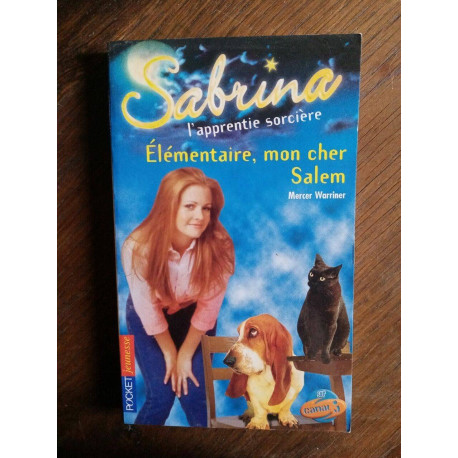 Sabrina
l'apprentie sorcière
Élémentaire, mon cher
Salem
Mercer Warriner
POCKET jeunesse
canal J